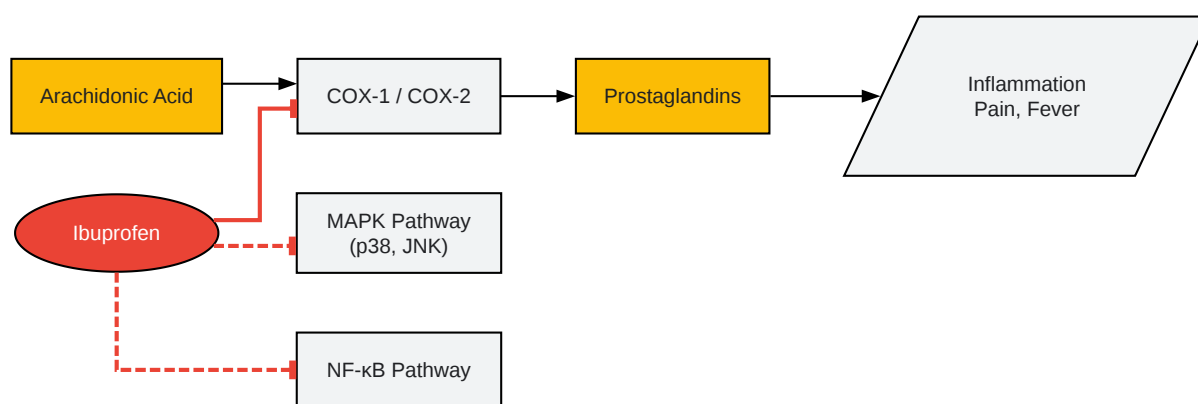 Arachidonic Acid
COX-1 / COX-2
Prostaglandins
Inflammation
Pain, Fever
Ibuprofen
MAPK Pathway
(p38, JNK)
NF-κB Pathway